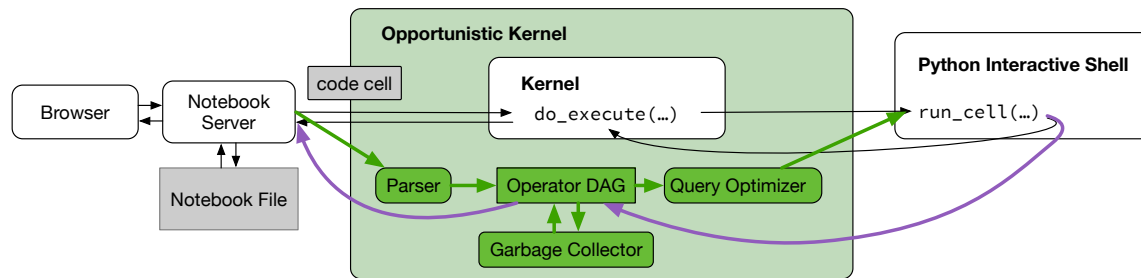 Opportunistic Kernel
code cell
Kernel
do_execute(…)
Python Interactive Shell
run_cell(…)
Browser
Notebook
Server
Notebook File
Parser
Operator DAG
Query Optimizer
Garbage Collector